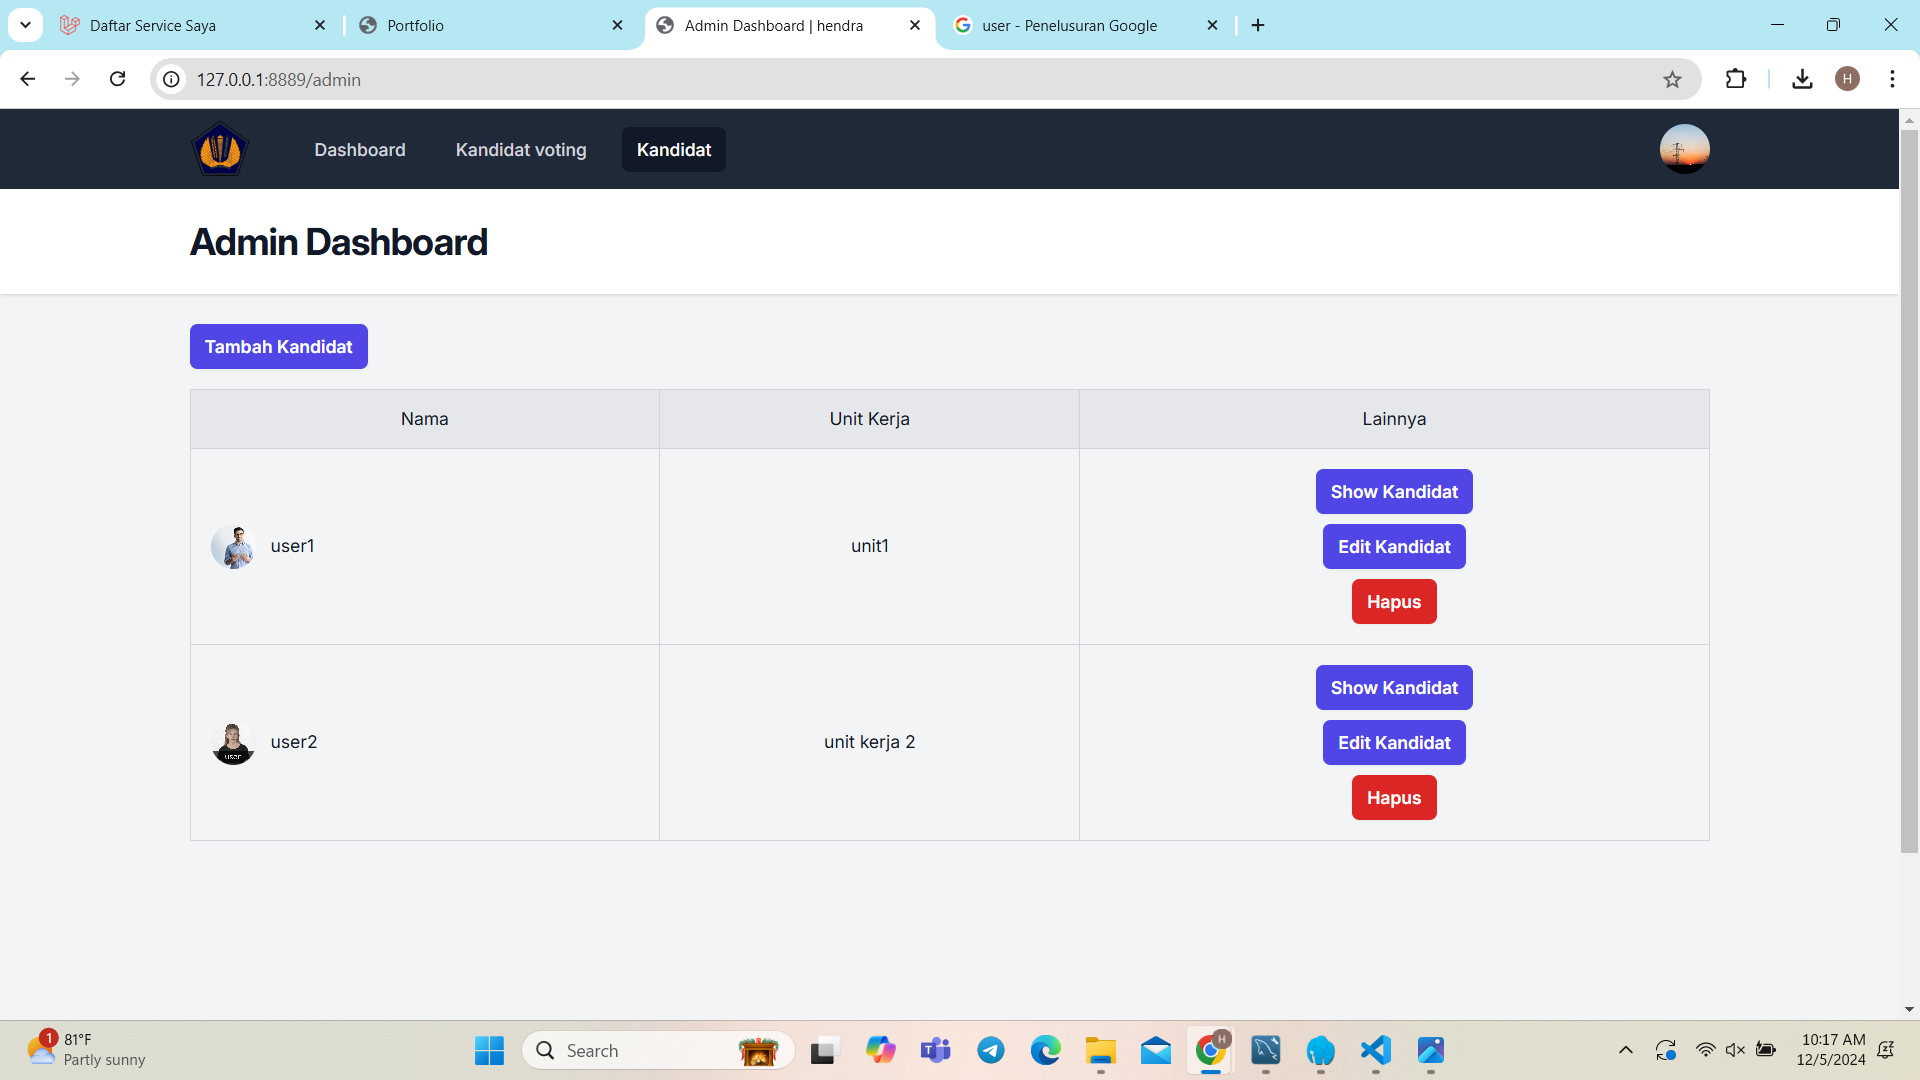 Daftar Service Saya
Portfolio
Admin Dashboard | hendra
user - Penelusuran Google
127.0.0.1:8889/admin
H
Dashboard
Kandidat voting
Kandidat
Admin Dashboard
Tambah Kandidat
Nama
Unit Kerja
Lainnya
user1
unit1
Show Kandidat
Edit Kandidat
Hapus
user
user2
unit kerja 2
Show Kandidat
Edit Kandidat
Hapus
1
81°F
Partly sunny
Search
H
10:17 AM
12/5/2024